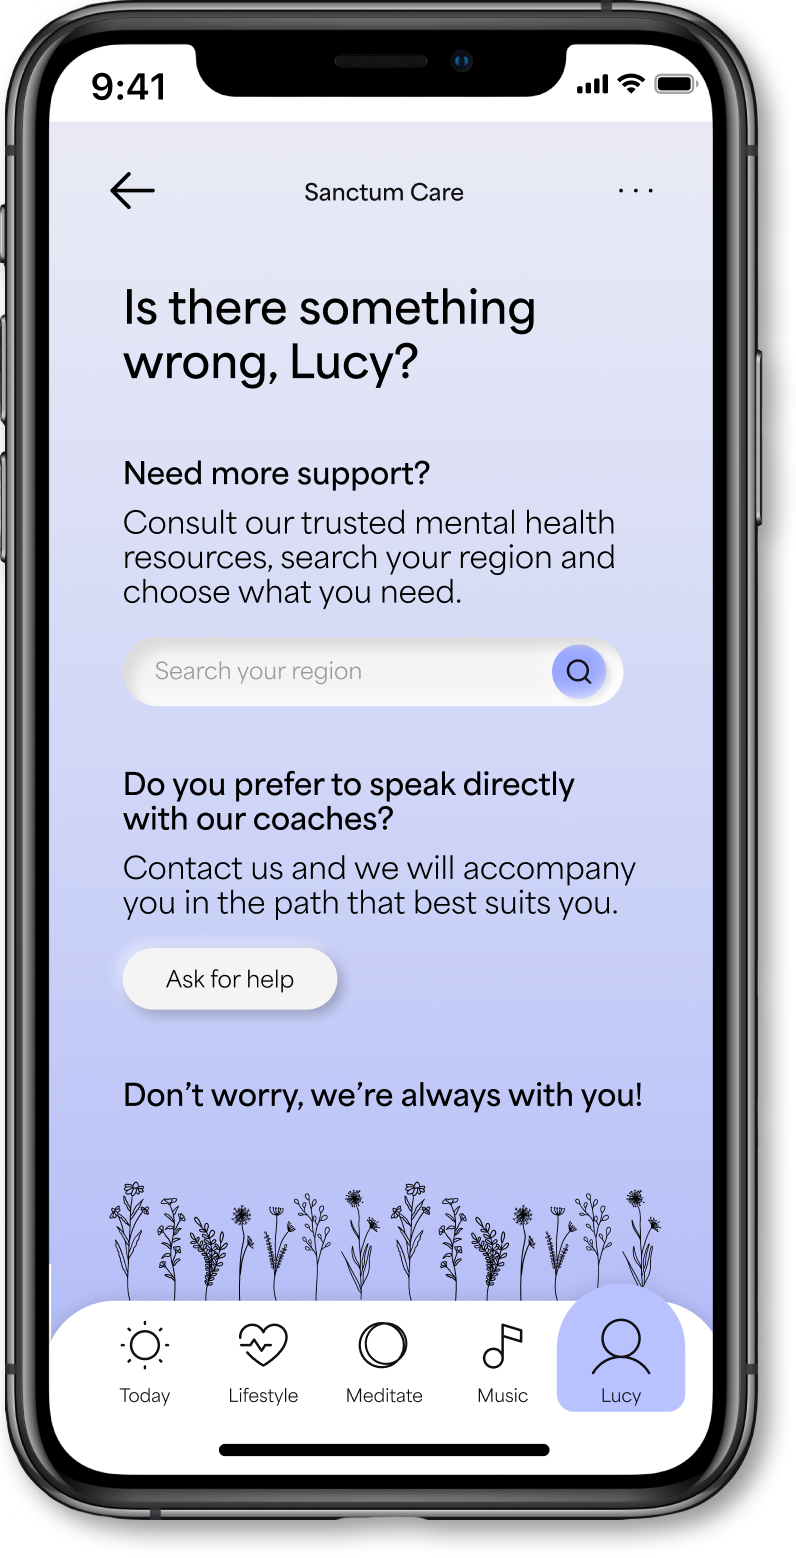 9:41
Sanctum Care
Is there something
wrong, Lucy?
Need more support?
Consult our trusted mental health
resources, search your region and
choose what you need.
Search your region
Do you prefer to speak directly
with our coaches?
Contact us and we will accompany
you in the path that best suits you.
Ask for help
Don’t worry, we’re always with you!
Today
Lifestyle
Meditate
Music
Lucy